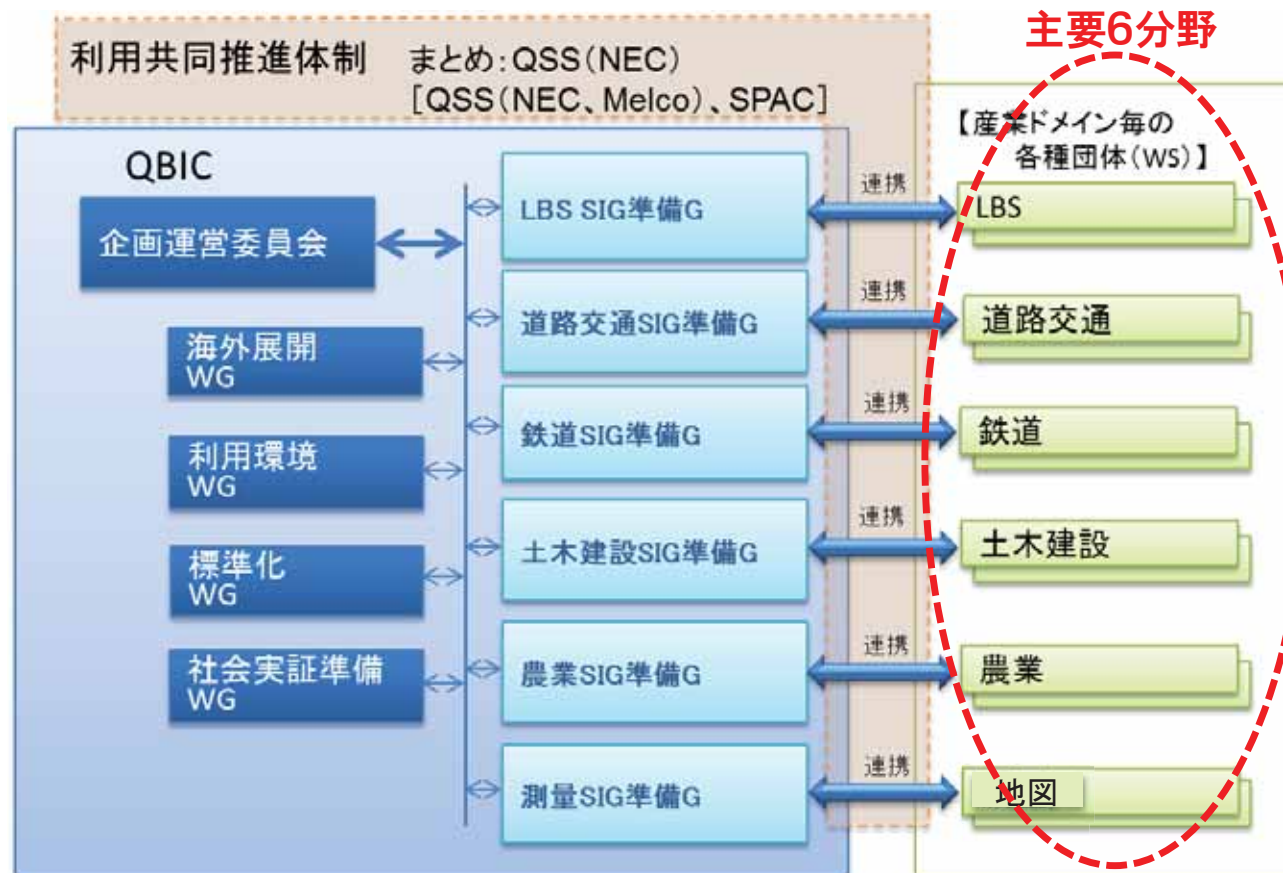 主要6分野
利用共同推進体制 まとめ:QSS(NEC)
[QSS(NEC、Melco)、SPAC]
【産業ドメイン毎の
各種団体(WS)】
QBIC
企画運営委員会
海外展開
WG
利用環境
WG
標準化
WG
社会実証準備
WG
LBS SIG準備G
連携
LBS
道路交通SIG準備G
連携
道路交通
鉄道SIG準備G
連携
鉄道
土木建設SIG準備G
連携
土木建設
農業SIG準備G
連携
農業
測量SIG準備G
連携
地図